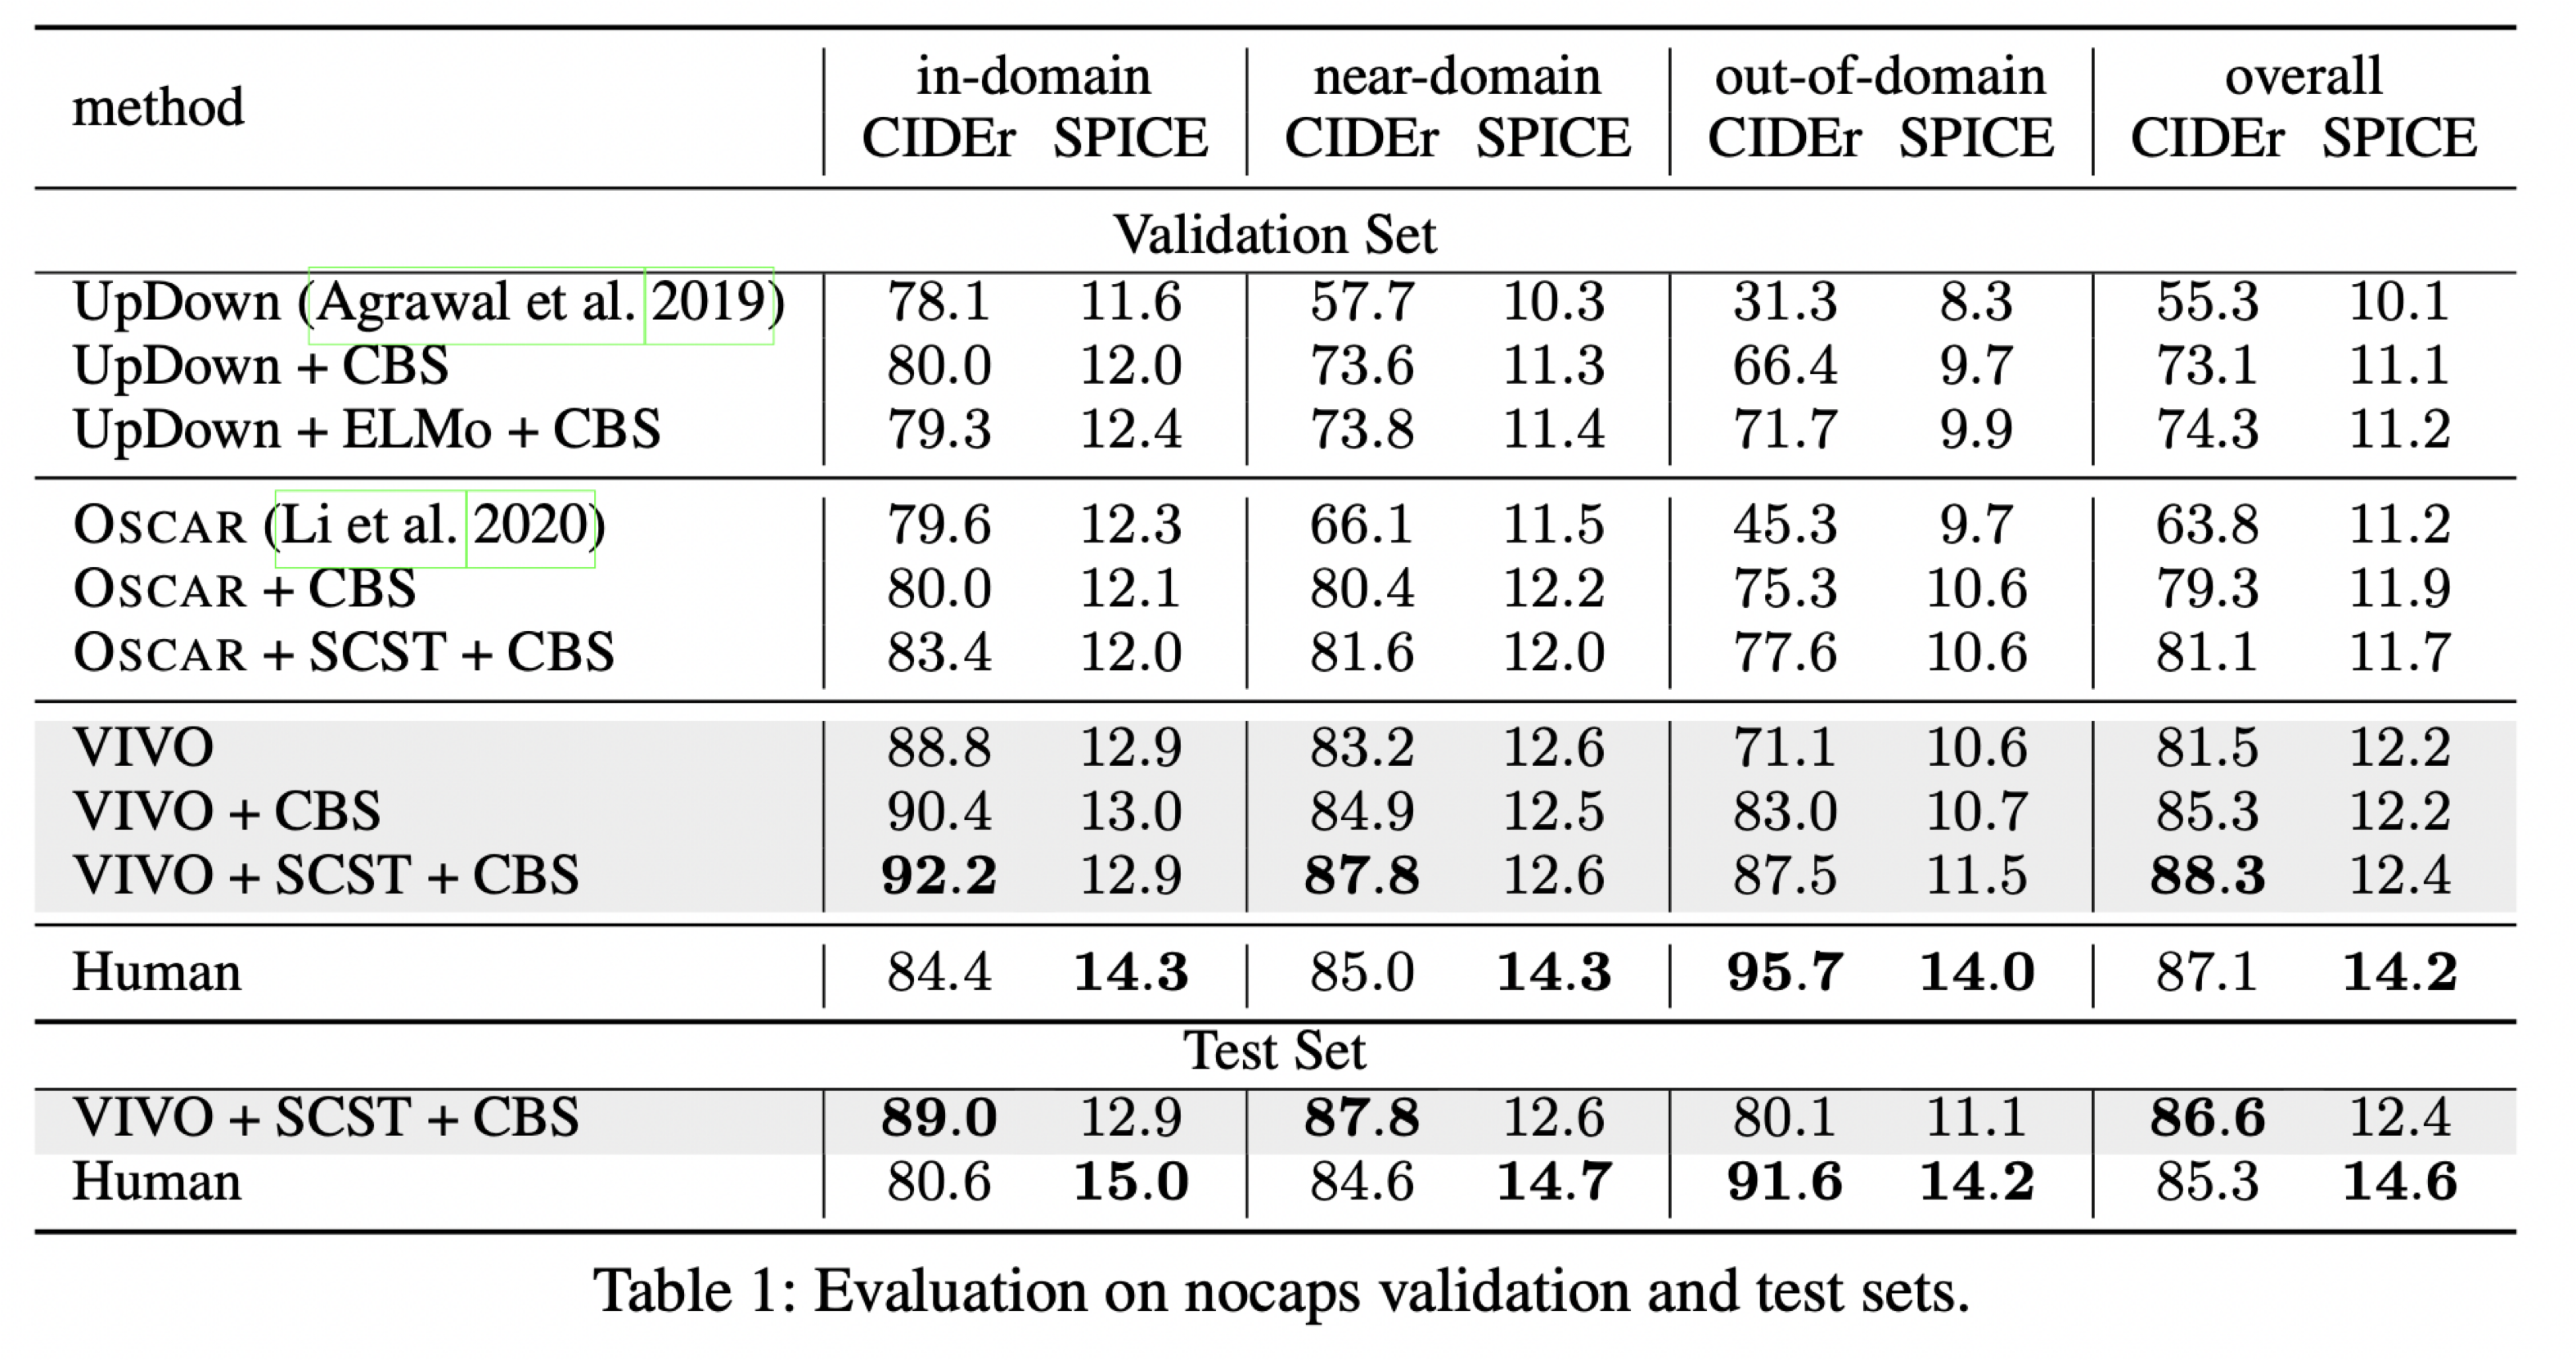 method in-domain near-domain out-of-domain overall
CIDEr SPICE CIDEr SPICE CIDEr SPICE CIDEr SPICE
Validation Set
UpDown (Agrawal et al. 2019) 78.1 11.6 57.7 10.3 31.3 8.3 55.3 10.1
UpDown + CBS 80.0 12.0 73.6 11.3 66.4 9.7 73.1 11.1
UpDown + ELMo + CBS 79.3 12.4 73.8 11.4 71.7 9.9 74.3 11.2
OSCAR (Li et al. 2020) 79.6 12.3 66.1 11.5 45.3 9.7 63.8 11.2
OSCAR + CBS 80.0 12.1 80.4 12.2 75.3 10.6 79.3 11.9
OSCAR + SCST + CBS 83.4 12.0 81.6 12.0 77.6 10.6 81.1 11.7
VIVO 88.8 12.9 83.2 12.6 71.1 10.6 81.5 12.2
VIVO + CBS 90.4 13.0 84.9 12.5 83.0 10.7 85.3 12.2
VIVO + SCST + CBS 92.2 12.9 87.8 12.6 87.5 11.5 88.3 12.4
Human 84.4 14.3 85.0 14.3 95.7 14.0 87.1 14.2
Test Set
VIVO + SCST + CBS 89.0 12.9 87.8 12.6 80.1 11.1 86.6 12.4
Human 80.6 15.0 84.6 14.7 91.6 14.2 85.3 14.6
Table 1: Evaluation on nocaps validation and test sets.